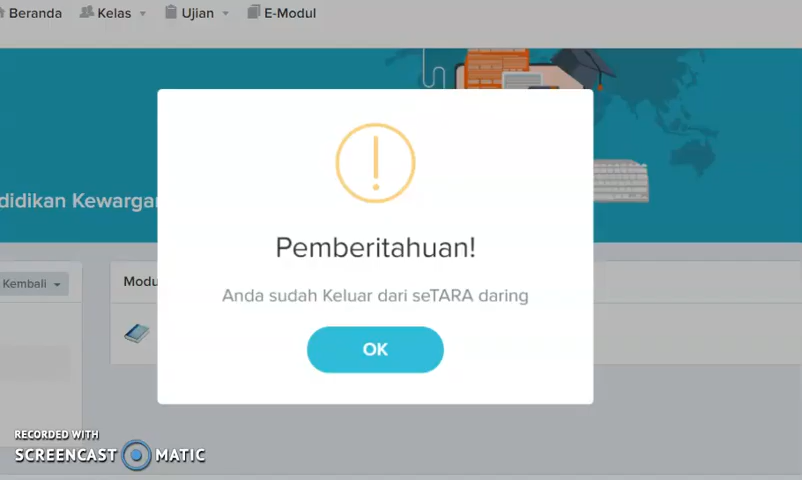 Beranda Kelas Ujian E-Modul
didikan Kewargan
Pemberitahuan!
Kembali
Modu
Anda sudah Keluar dari seTARA daring
OK
RECORDED WITH
SCREENCAST MATIC